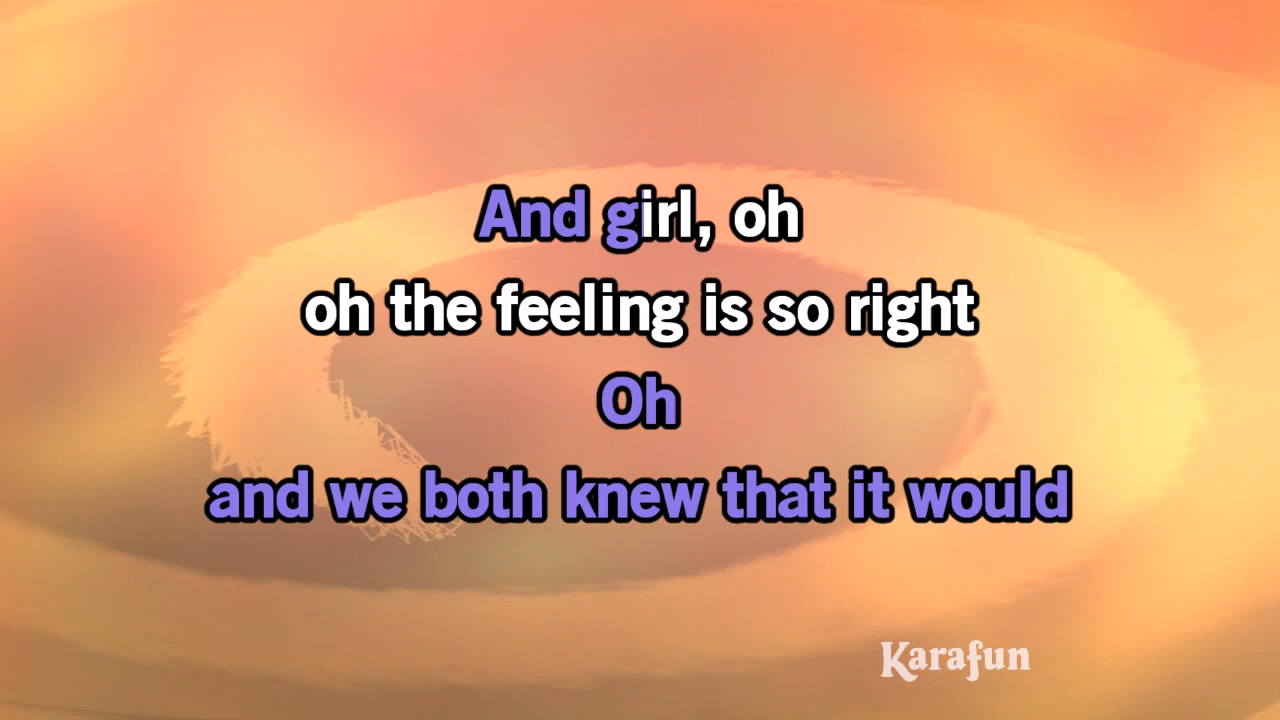 And girl, oh
oh the feeling is so right
Oh
and we both knew that it would
Karafun